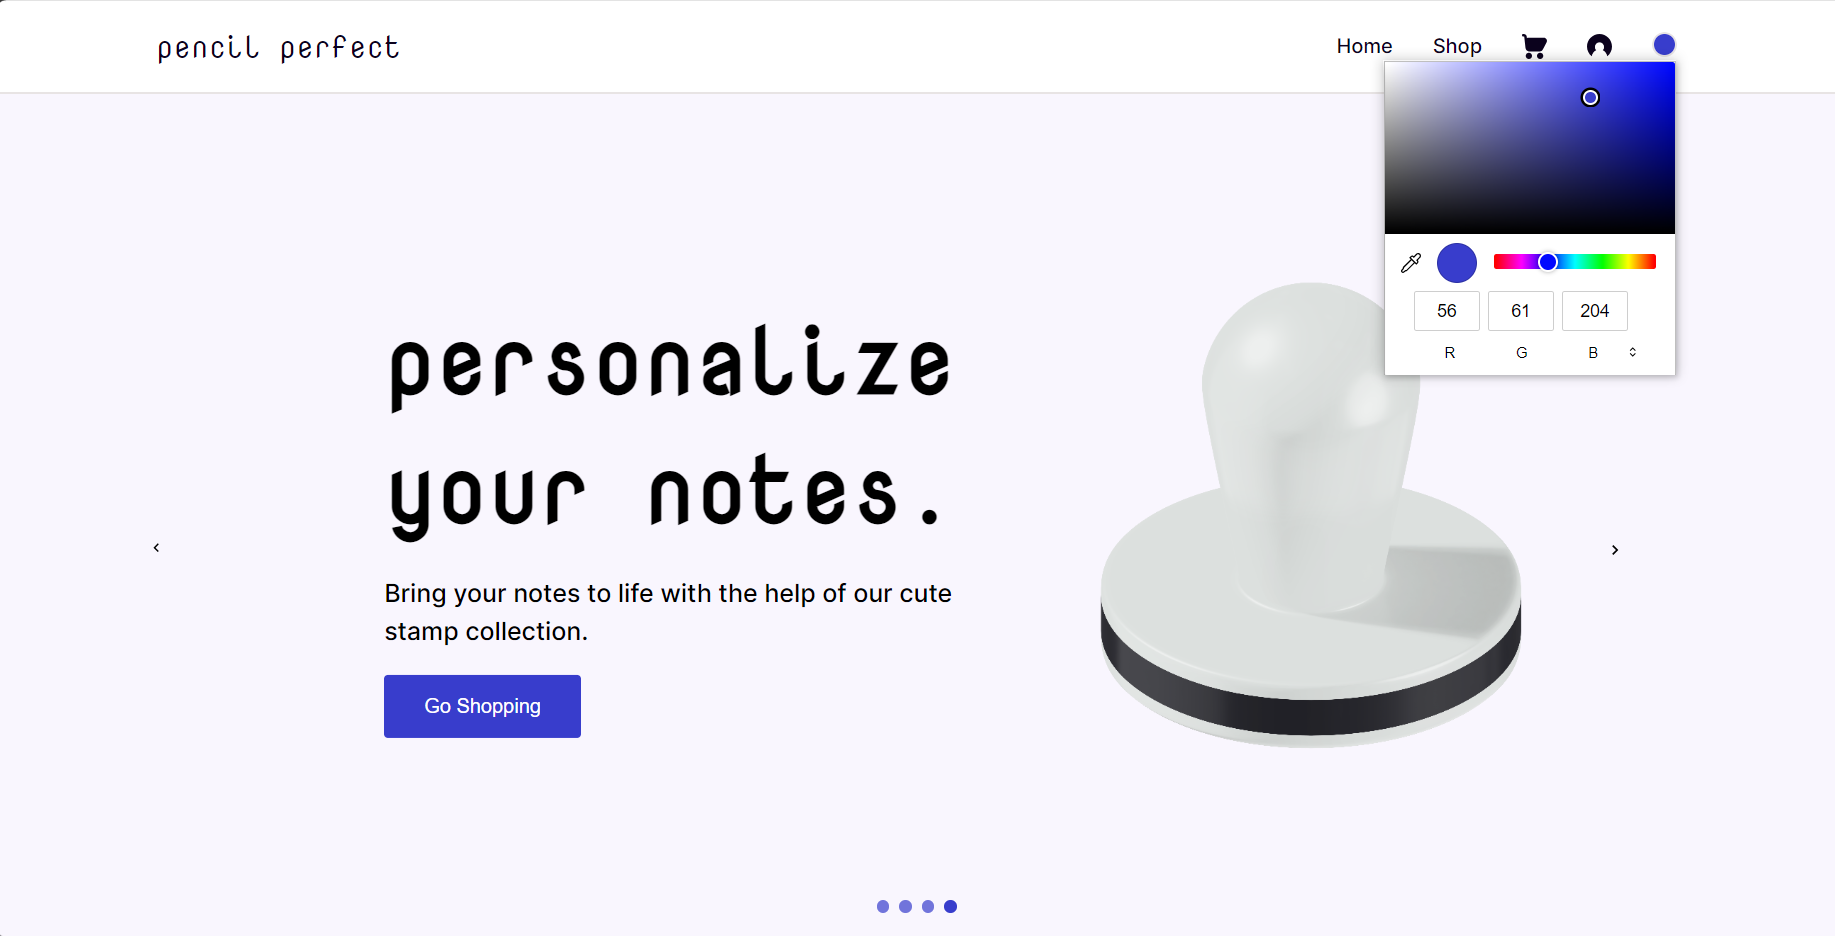 pencil perfect
Home
Shop
56
61
204
R
G
B
personalize
your notes.
Bring your notes to life with the help of our cute
stamp collection.
Go Shopping